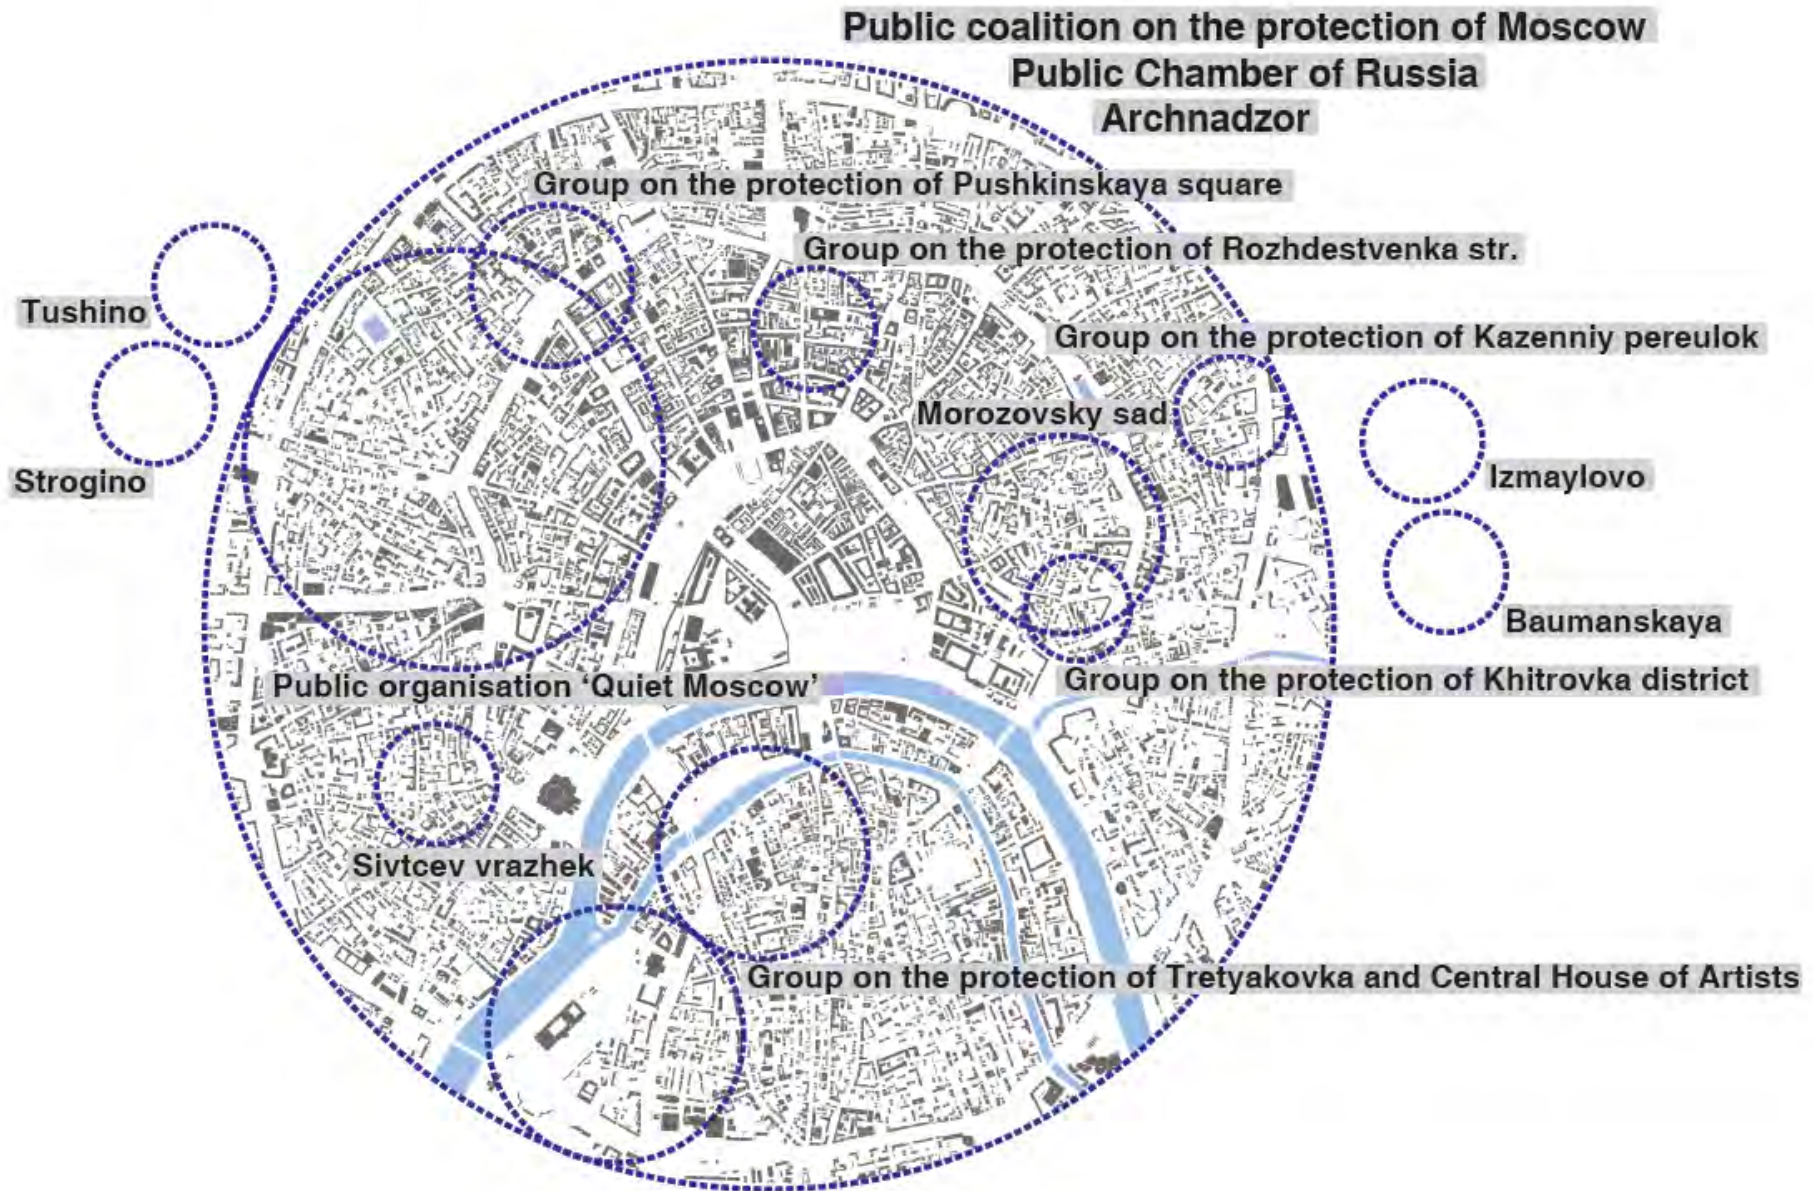 Public coalition on the protection of Moscow
Public Chamber of Russia
Archnadzor
Group on the protection of Pushkinskaya square
Group on the protection of Rozhdestvenka str.
Tushino
Group on the protection of Kazenniy pereulok
Morozovsky sad
Strogino
Izmaylovo
Baumanskaya
Group on the protection of Khitrovka district
Public organisation ‘Quiet Moscow’
Sivtcev vrazhek
Group on the protection of Tretyakovka and Central House of Artists